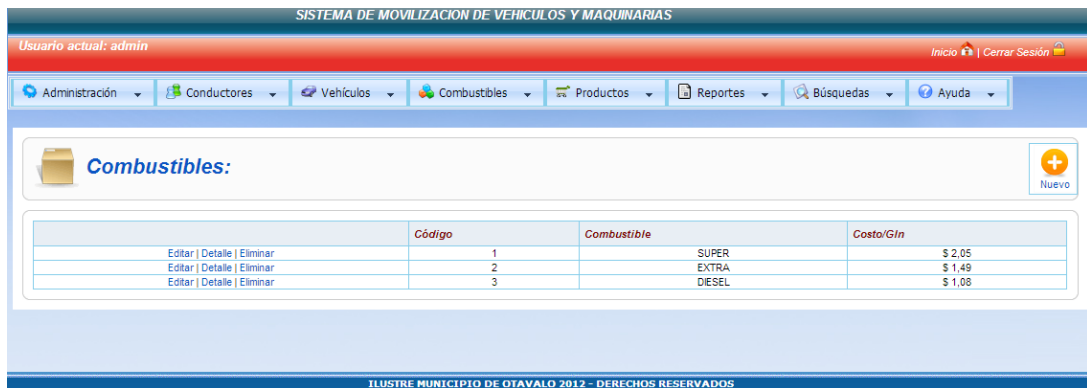 SISTEMA DE MOVILIZACION DE VEHICULOS Y MAQUINARIAS
Usuario actual: admin
Inicio | Cerrar Sesión
Administración Conductores Vehículos Combustibles Productos Reportes Búsquedas Ayuda
Combustibles:
Nuevo
Código Combustible Costo/Gln
Editar | Detalle | Eliminar 1 SUPER $ 2,05
Editar | Detalle | Eliminar 2 EXTRA $ 1,49
Editar | Detalle | Eliminar 3 DIESEL $ 1,08
ILUSTRE MUNICIPIO DE OTAVALO 2012 - DERECHOS RESERVADOS